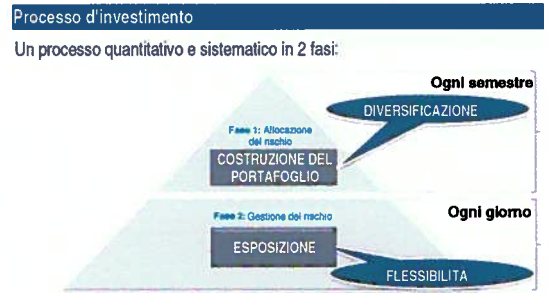 Processo d'investimento
Un processo quantitativo e sistematico in 2 fasi:
Ogni semestre
DIVERSIFICAZIONE
Fase 1: Allocazione
del rischio
COSTRUZIONE DEL
PORTAFOGLIO
Fase 2: Gestione del rischio
Ogni giorno
ESPOSIZIONE
FLESSIBILITA